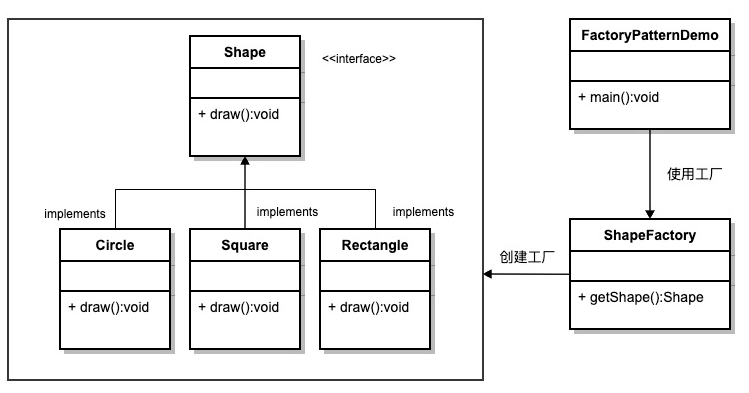 Shape
<<interface>>
+ draw():void
FactoryPatternDemo
+ main():void
使用工厂
implements
implements
implements
Circle
Square
Rectangle
+ draw():void
+ draw():void
+ draw():void
创建工厂
ShapeFactory
+ getShape():Shape